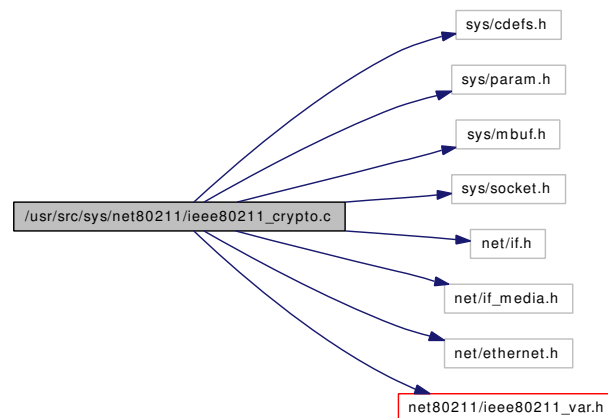 sys/cdefs.h
sys/param.h
sys/mbuf.h
sys/socket.h
/usr/src/sys/net80211/ieee80211_crypto.c
net/if.h
net/if_media.h
net/ethernet.h
net80211/ieee80211_var.h